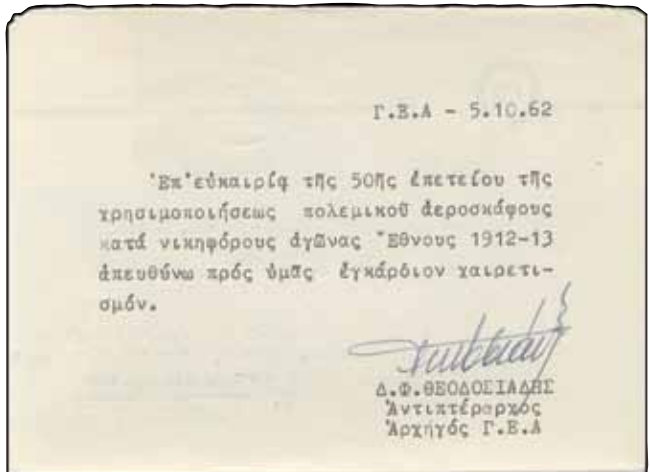 Γ.Ε.Α - 5.10.62
Ἐπ'εὐκαιρίᾳ τῆς 50ῆς ἐπετείου τῆς
χρησιμοποιήσεως πολεμικοῦ ἀεροσκάφους
κατά νικηφόρους ἀγῶνας Ἔθνους 1912-13
ἀπευθύνω πρός ὑμᾶς ἐγκάρδιον χαιρετι-
σμόν.
Δ.Φ.ΘΕΟΔΟΣΙΑΔΗΣ
Ἀντιπτέραρχος
Ἀρχηγός Γ.Ε.Α